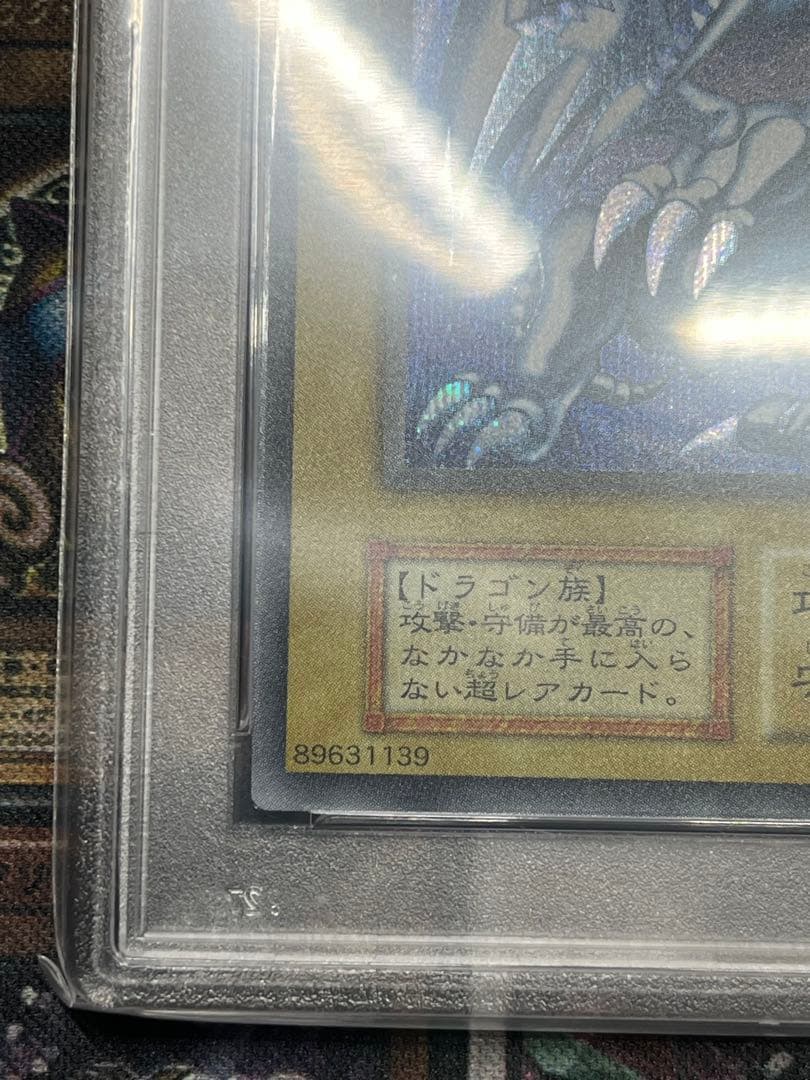 【ドラゴン族】
攻撃・守備が最高の、
なかなか手に入ら
ない超レアカード。
89631139